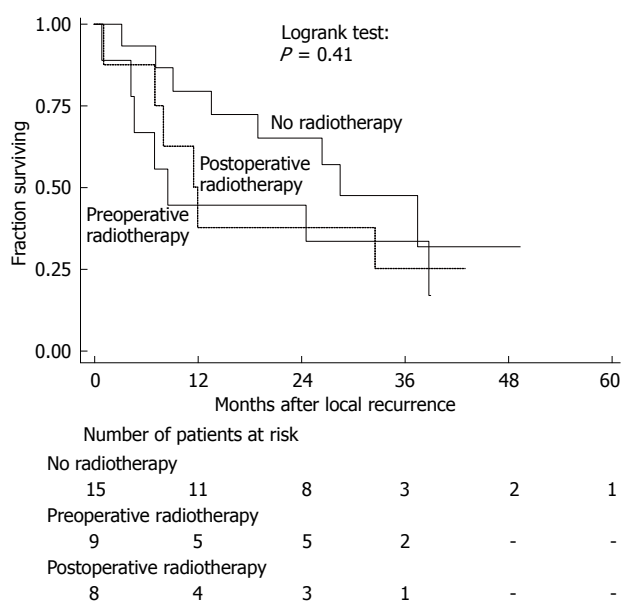 1.00
0.75
0.50
0.25
0.00
Fraction surviving
Logrank test:
P = 0.41
No radiotherapy
Postoperative
radiotherapy
Preoperative
radiotherapy
0 12 24 36 48 60
Months after local recurrence
Number of patients at risk
No radiotherapy
15 11 8 3 2 1
Preoperative radiotherapy
9 5 5 2 - -
Postoperative radiotherapy
8 4 3 1 - -